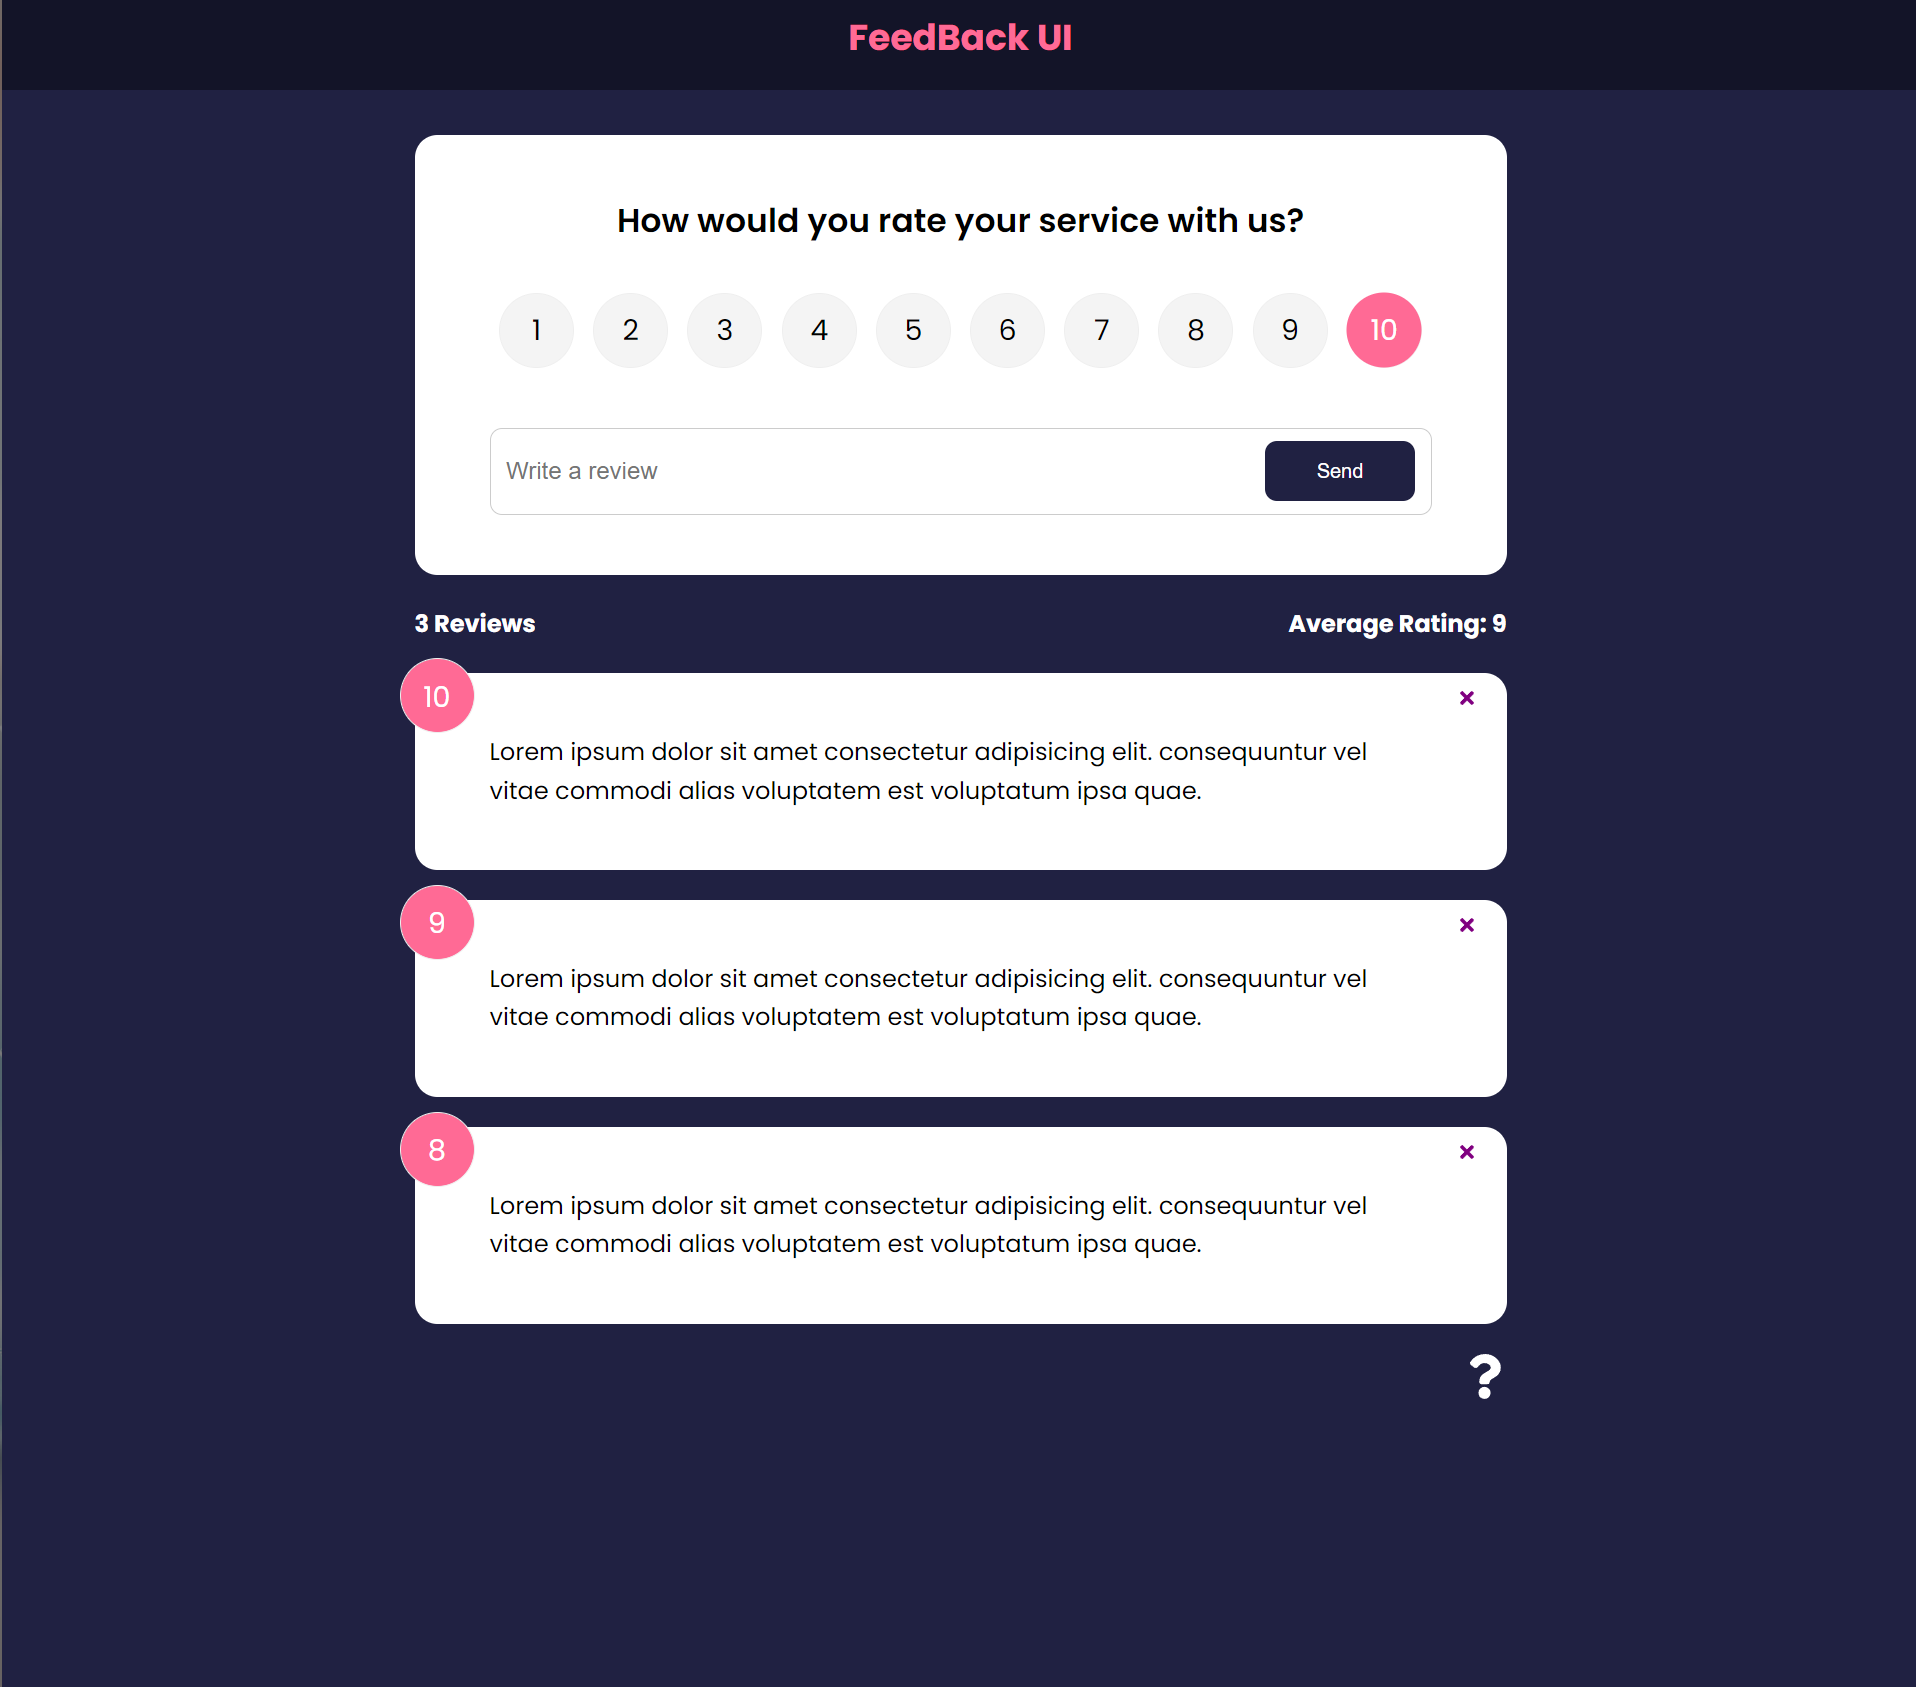 FeedBack UI
How would you rate your service with us?
1 2 3 4 5 6 7 8 9 10
Write a review Send
3 Reviews Average Rating: 9
10
Lorem ipsum dolor sit amet consectetur adipisicing elit. consequuntur vel
vitae commodi alias voluptatem est voluptatum ipsa quae.
9
Lorem ipsum dolor sit amet consectetur adipisicing elit. consequuntur vel
vitae commodi alias voluptatem est voluptatum ipsa quae.
8
Lorem ipsum dolor sit amet consectetur adipisicing elit. consequuntur vel
vitae commodi alias voluptatem est voluptatum ipsa quae.
?